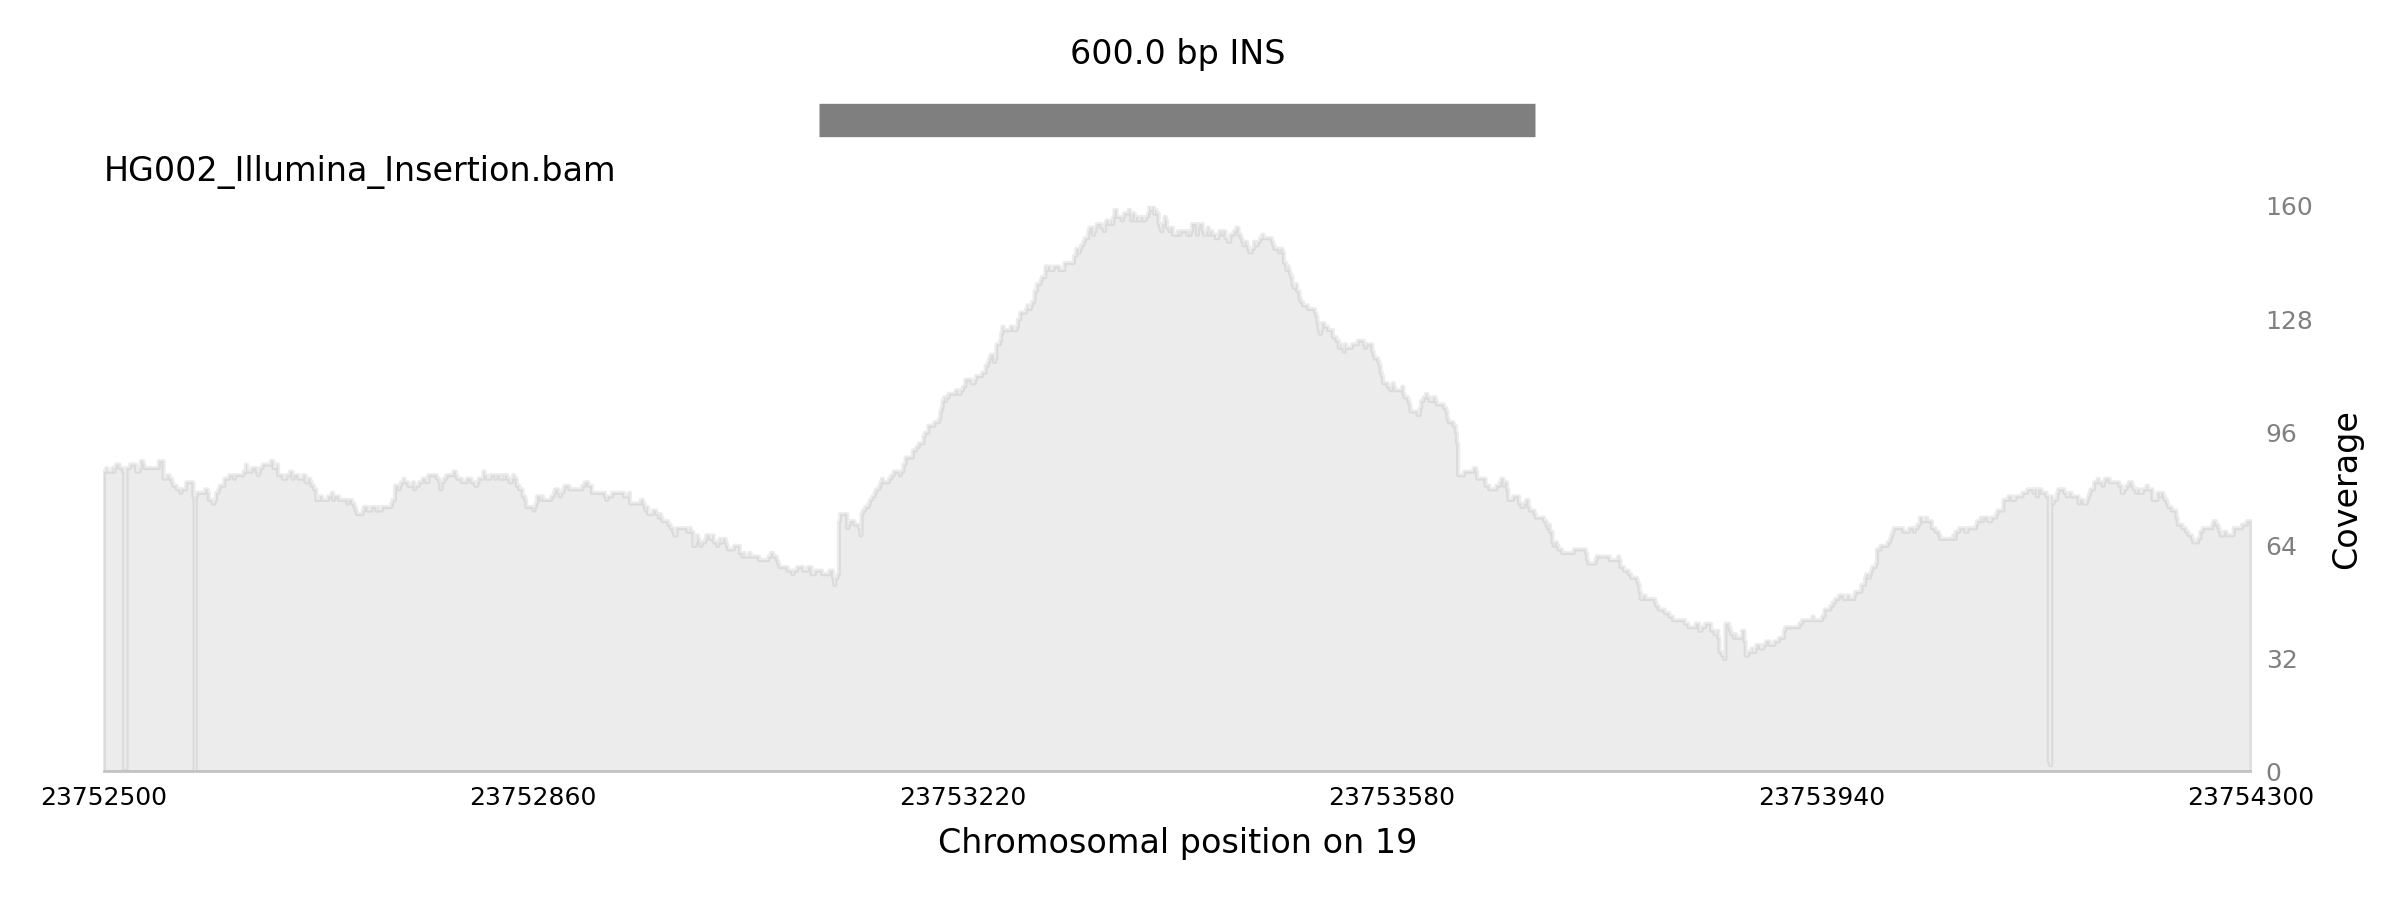 600.0 bp INS
HG002_Illumina_Insertion.bam
160
128
96
64
32
0
Coverage
23752500 23752860 23753220 23753580 23753940 23754300
Chromosomal position on 19